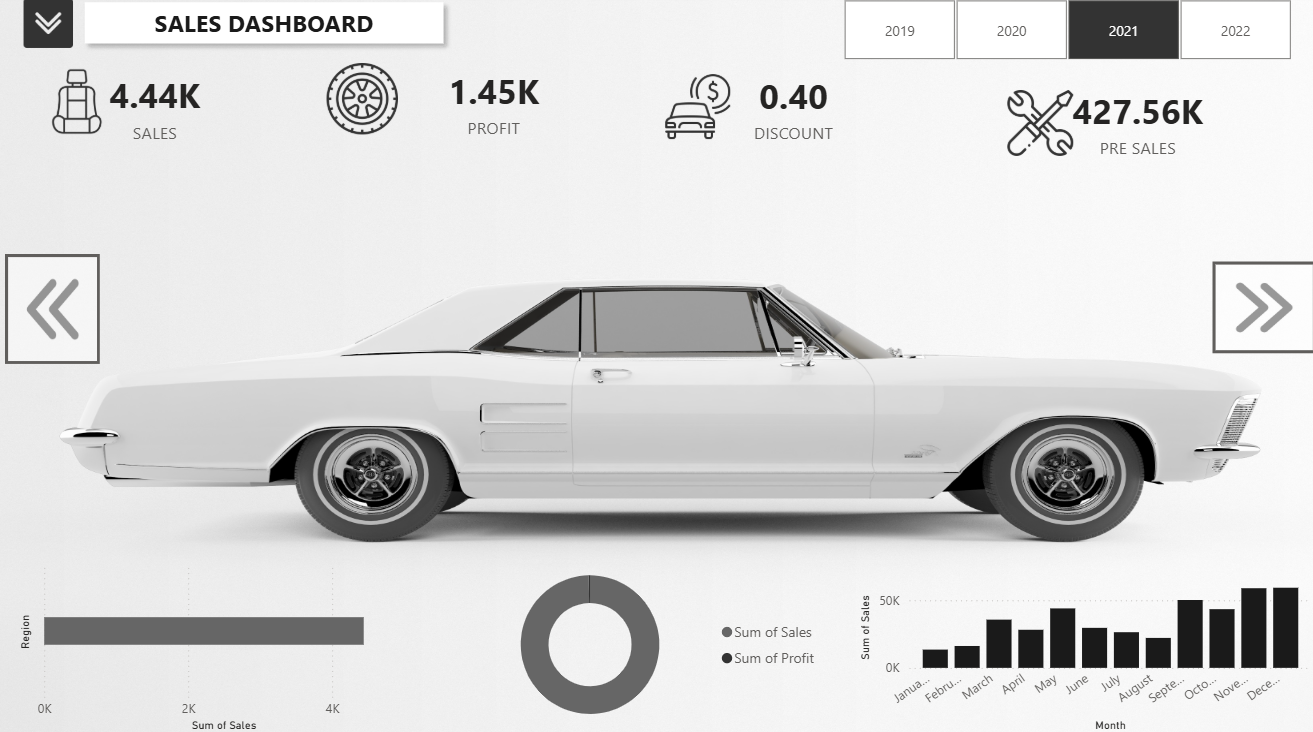 SALES DASHBOARD
2019
2020
2021
2022
4.44K
SALES
1.45K
PROFIT
$
0.40
DISCOUNT
427.56K
PRE SALES
Region
0K
2K
4K
Sum of Sales
Sum of Sales
Sum of Profit
Sum of Sales
50K
0K
Janua...
Febru...
March
April
May
June
July
August
Septe...
Octo...
Nove...
Dece...
Month